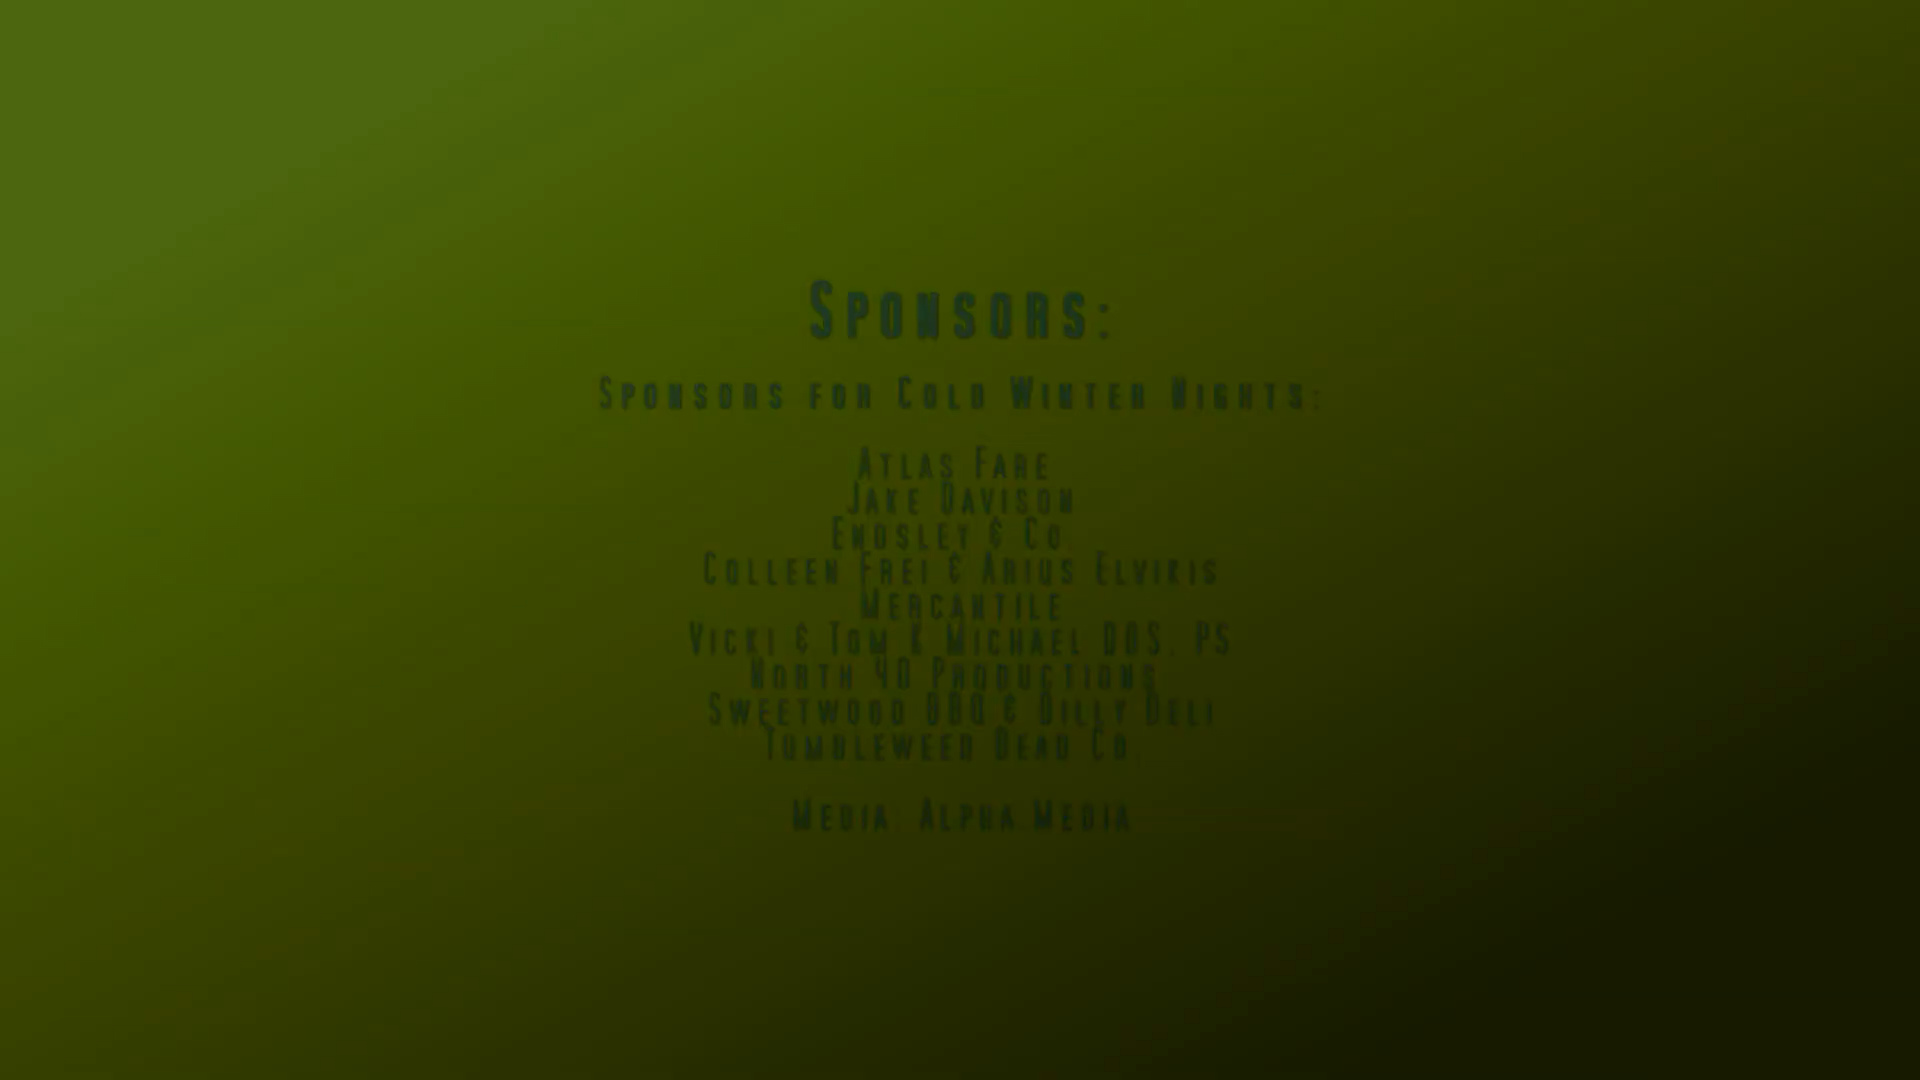 Sponsors:
Sponsors for Cold Winter Nights:
Atlas Fare
Jake Davison
Endsley & Co.
Colleen Frei & Arius Elvikis
Mercantile
Vicki & Tom K Michael DDS, PS
North 40 Productions
Sweetwood BBQ & Dilly Deli
Tumbleweed Bead Co.
Media: Alpha Media